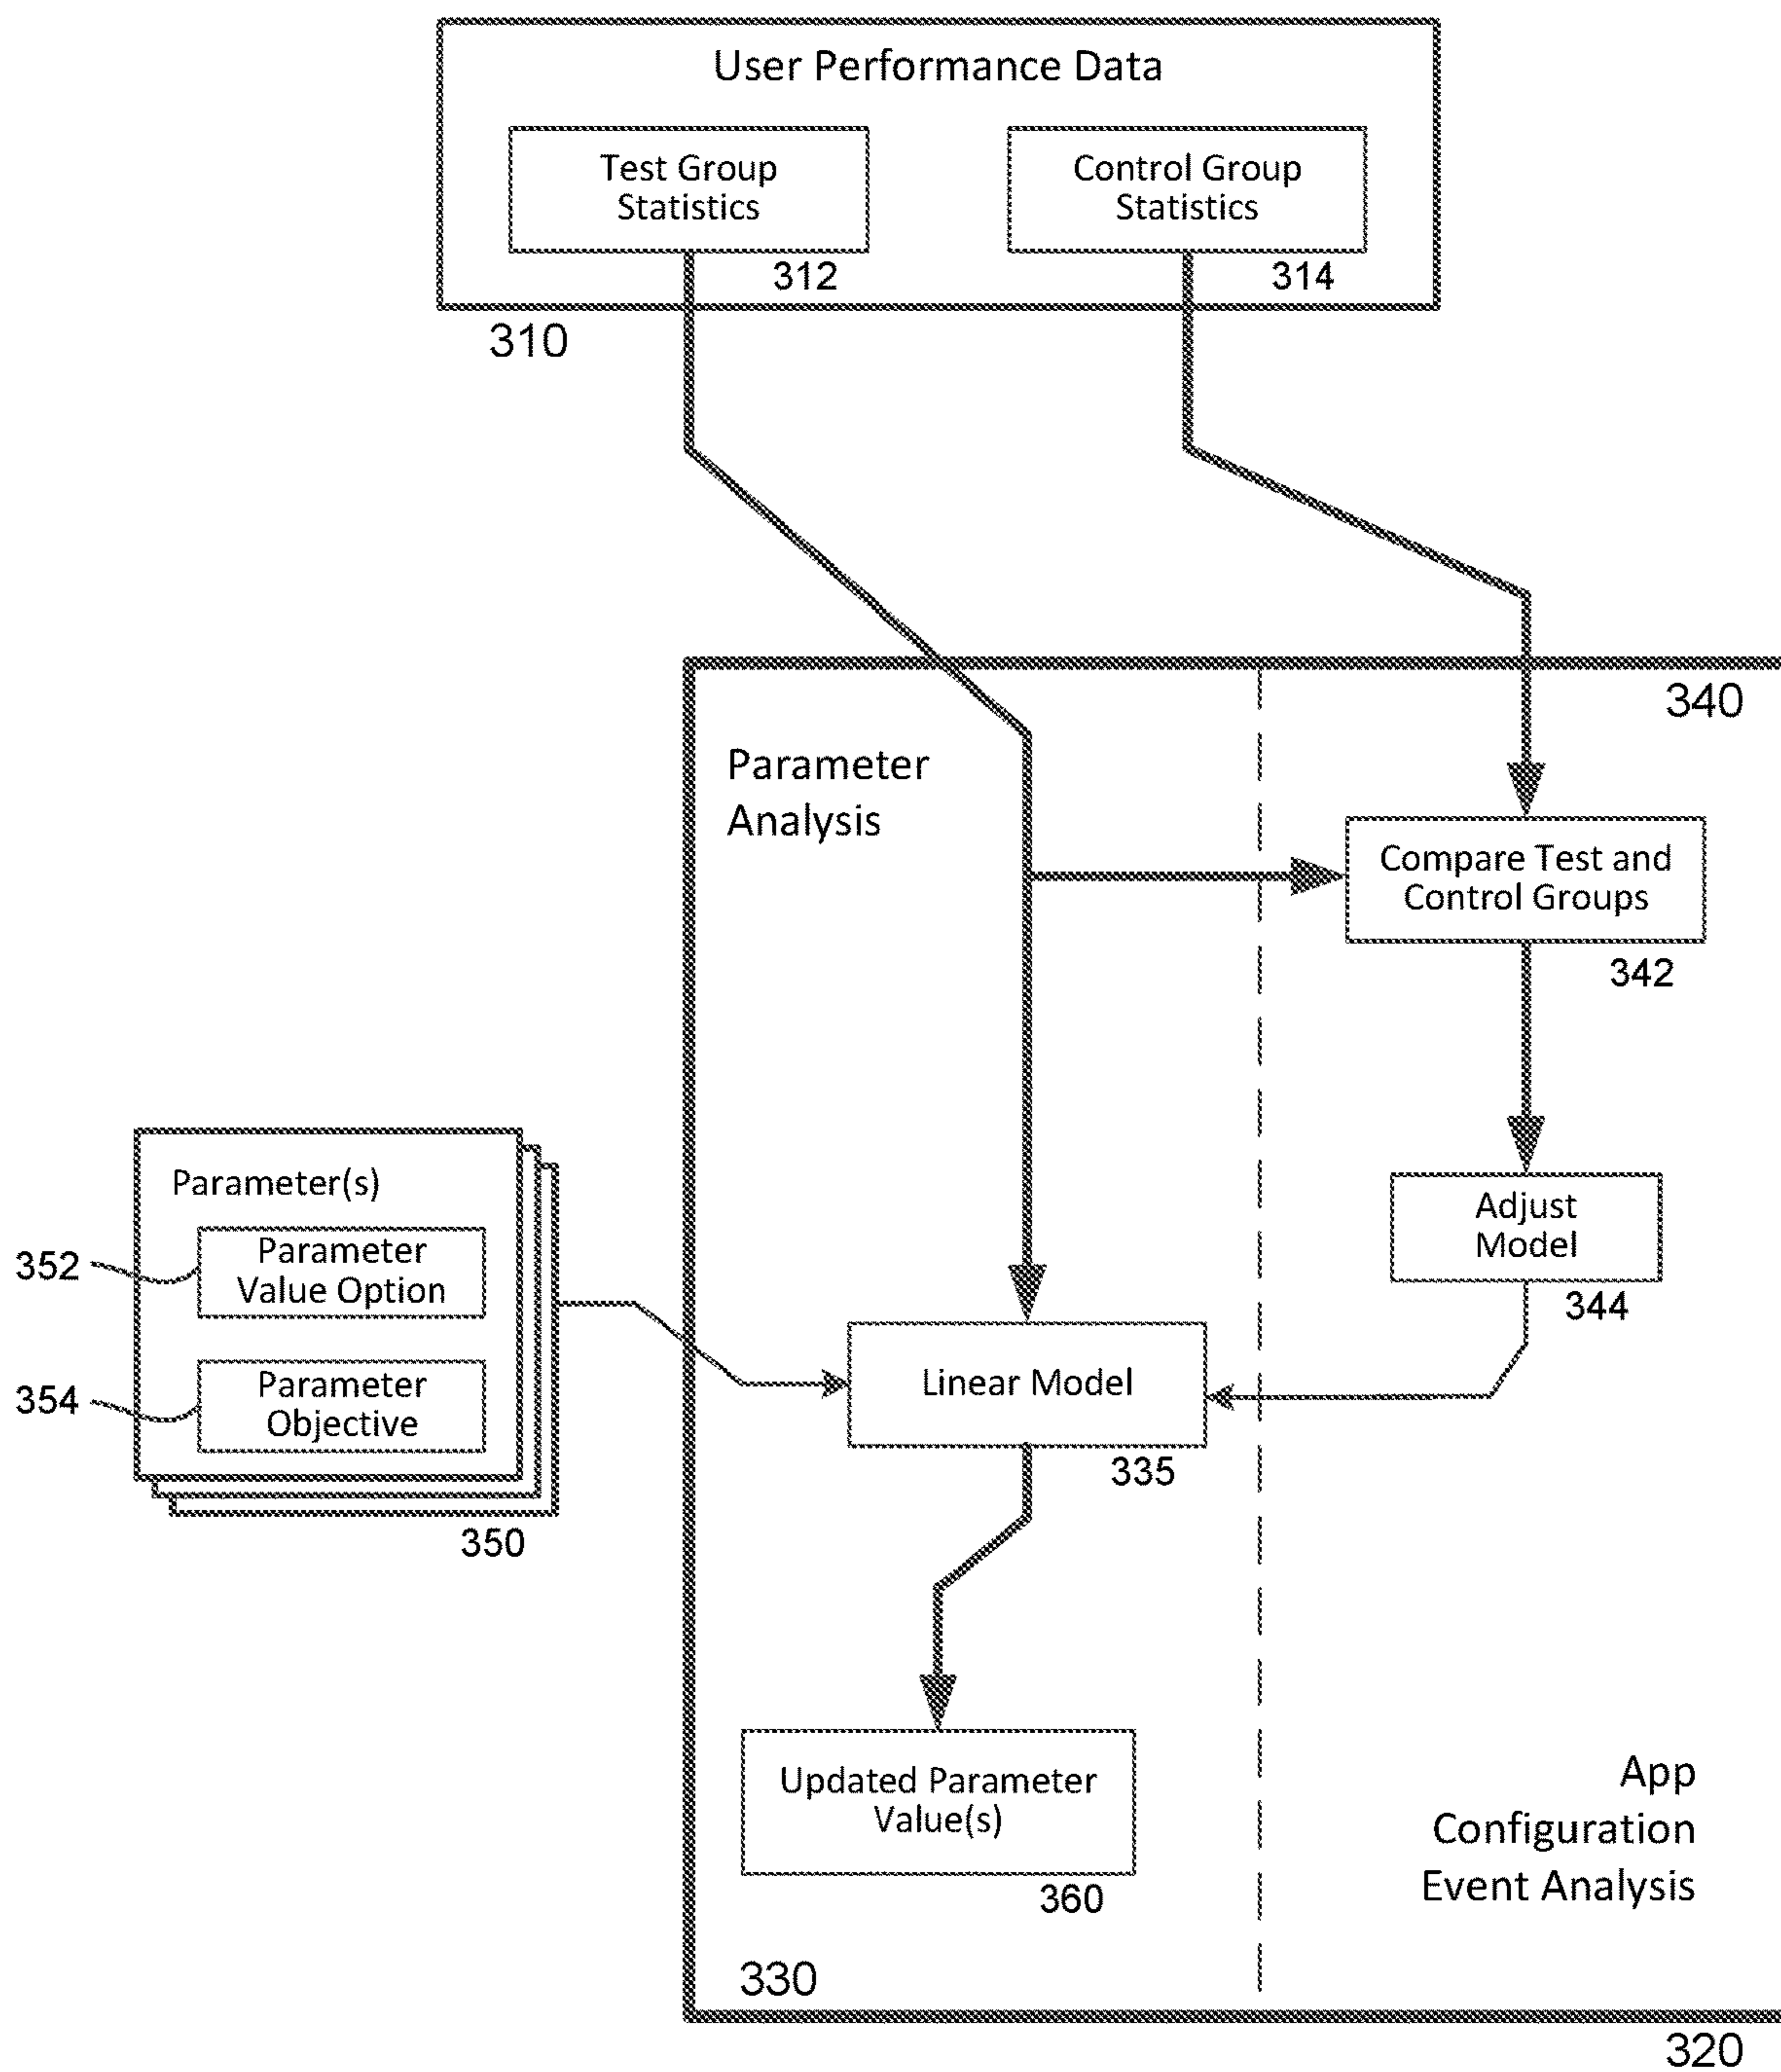 User Performance Data
Test Group
Statistics
312
Control Group
Statistics
314
310
340
Parameter
Analysis
Compare Test and
Control Groups
342
Adjust
Model
344
Parameter(s)
352
Parameter
Value Option
354
Parameter
Objective
350
Linear Model
335
Updated Parameter
Value(s)
360
App
Configuration
Event Analysis
330
320